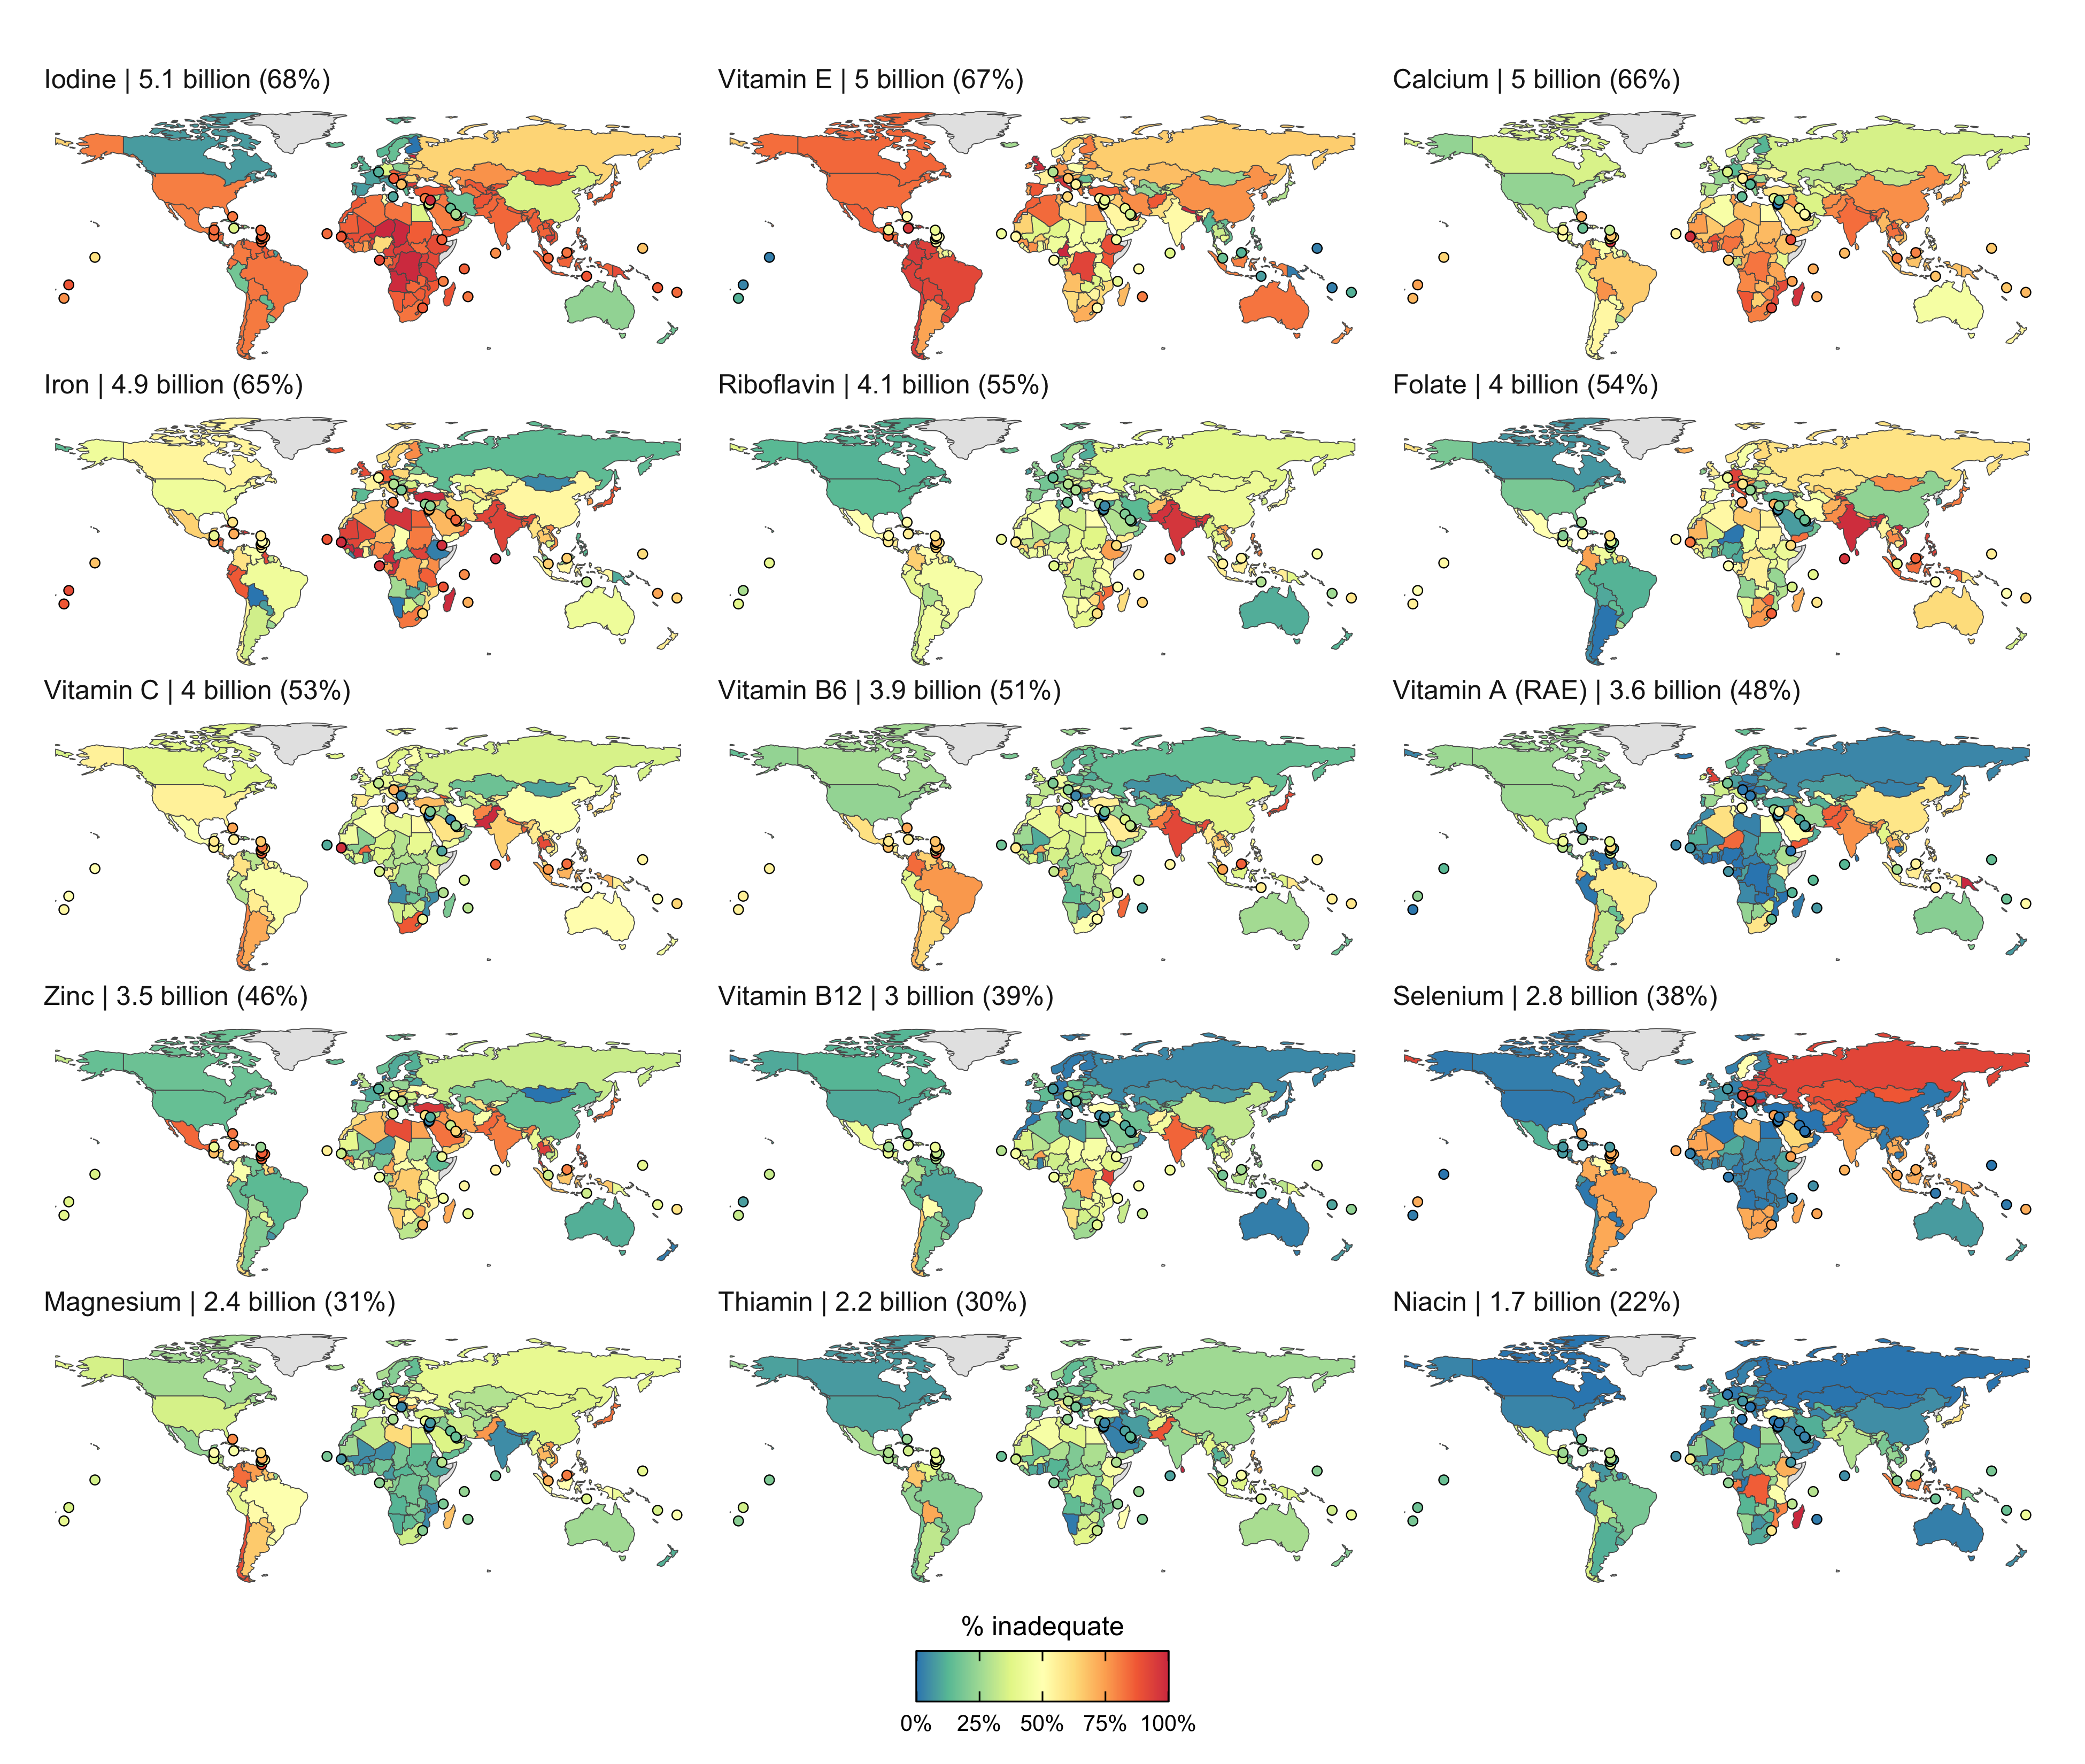 Iodine | 5.1 billion (68%)
Vitamin E | 5 billion (67%)
Calcium | 5 billion (66%)
Iron | 4.9 billion (65%)
Riboflavin | 4.1 billion (55%)
Folate | 4 billion (54%)
Vitamin C | 4 billion (53%)
Vitamin B6 | 3.9 billion (51%)
Vitamin A (RAE) | 3.6 billion (48%)
Zinc | 3.5 billion (46%)
Vitamin B12 | 3 billion (39%)
Selenium | 2.8 billion (38%)
Magnesium | 2.4 billion (31%)
Thiamin | 2.2 billion (30%)
Niacin | 1.7 billion (22%)
% inadequate
0% 25% 50% 75% 100%